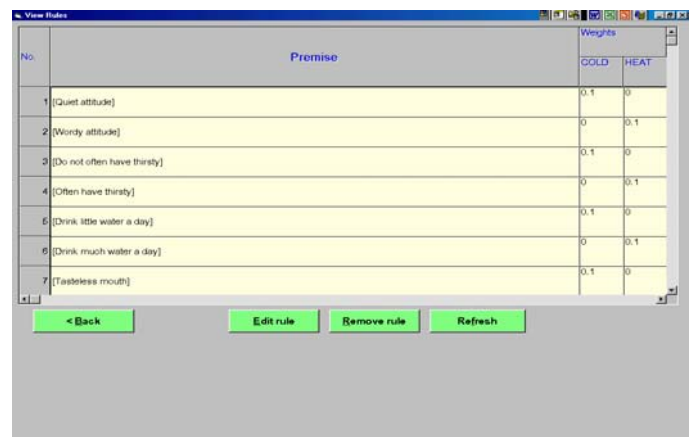 View Rules
No. Premise Weights
COLD HEAT
1 [Quiet attitude] 0.1 0
2 [Wordy attitude] 0 0.1
3 [Do not often have thirsty] 0.1 0
4 [Often have thirsty] 0 0.1
5 [Drink little water a day] 0.1 0
6 [Drink much water a day] 0 0.1
7 [Tasteless mouth] 0.1 0
< Back Edit rule Remove rule Refresh